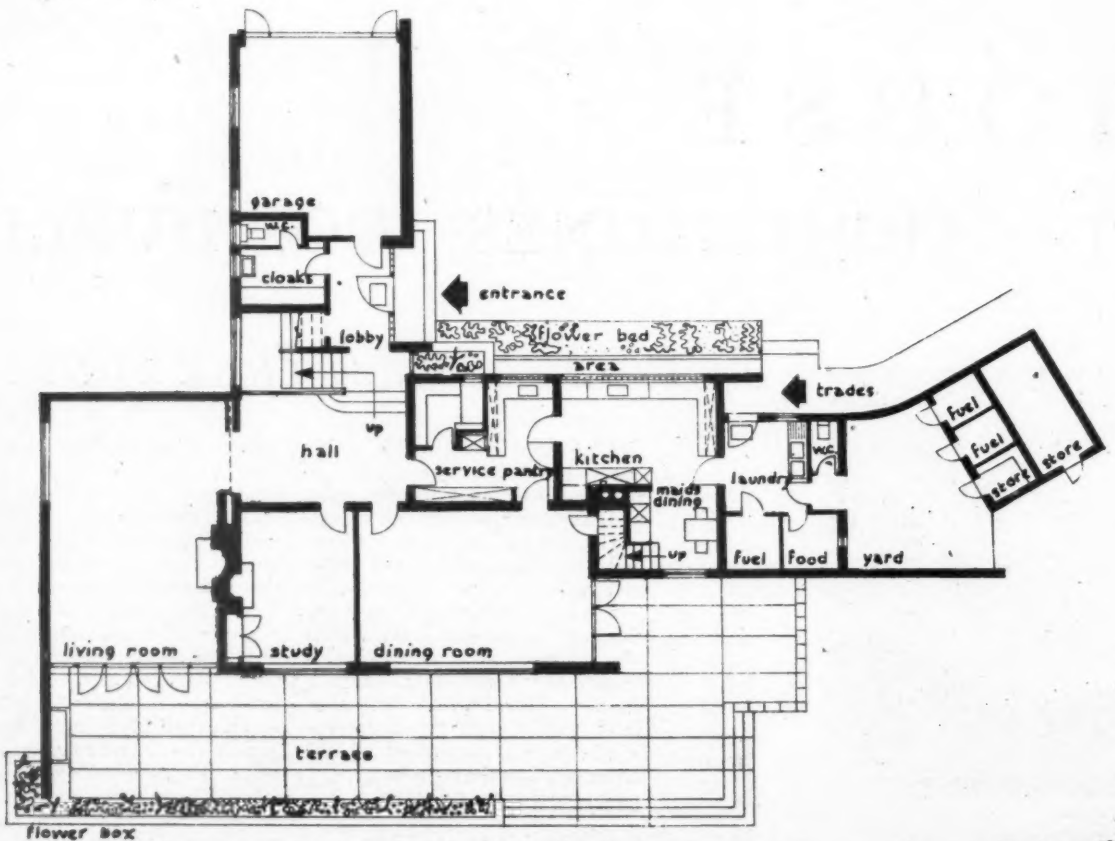 garage
w.c.
cloaks
entrance
lobby
flower bed
area
trades
up
hall
service pantry
kitchen
maids
dining
laundry
w.c.
fuel
fuel
store
store
up
fuel
food
yard
living room
study
dining room
terrace
flower box